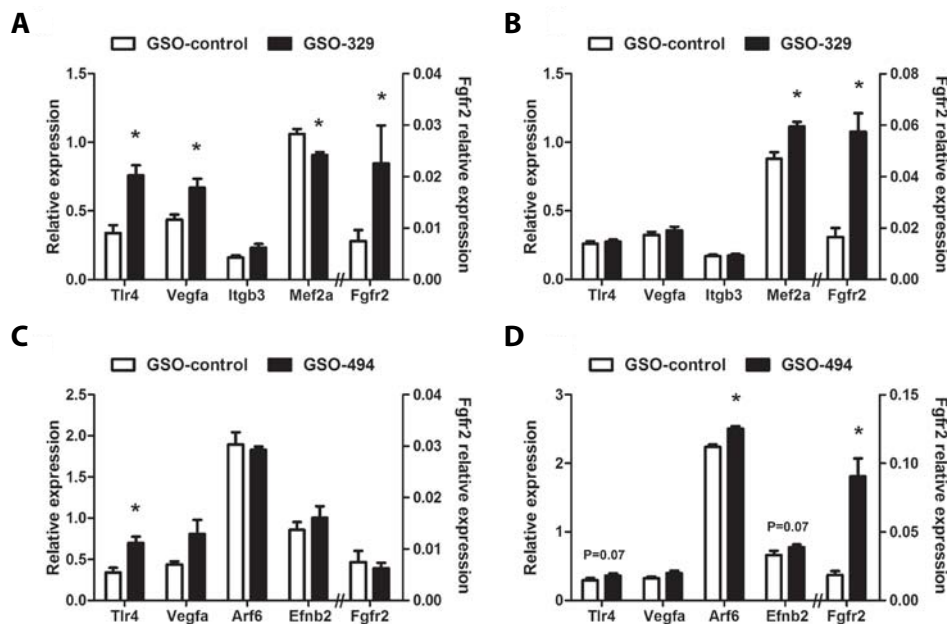 A
GSO-control GSO-329
Relative expression
1.5
1.0
0.5
0.0
* * * *
Tlr4 Vegfa Itgb3 Mef2a Fgfr2
0.04
0.03
0.02
0.01
0.00
Fgfr2 relative expression
B
GSO-control GSO-329
Relative expression
1.5
1.0
0.5
0.0
* *
Tlr4 Vegfa Itgb3 Mef2a Fgfr2
0.08
0.06
0.04
0.02
0.00
Fgfr2 relative expression
C
GSO-control GSO-494
Relative expression
2.5
2.0
1.5
1.0
0.5
0.0
*
Tlr4 Vegfa Arf6 Efnb2 Fgfr2
0.04
0.03
0.02
0.01
0.00
Fgfr2 relative expression
D
GSO-control GSO-494
Relative expression
3
2
1
0
* *
P=0.07 P=0.07
Tlr4 Vegfa Arf6 Efnb2 Fgfr2
0.15
0.10
0.05
0.00
Fgfr2 relative expression